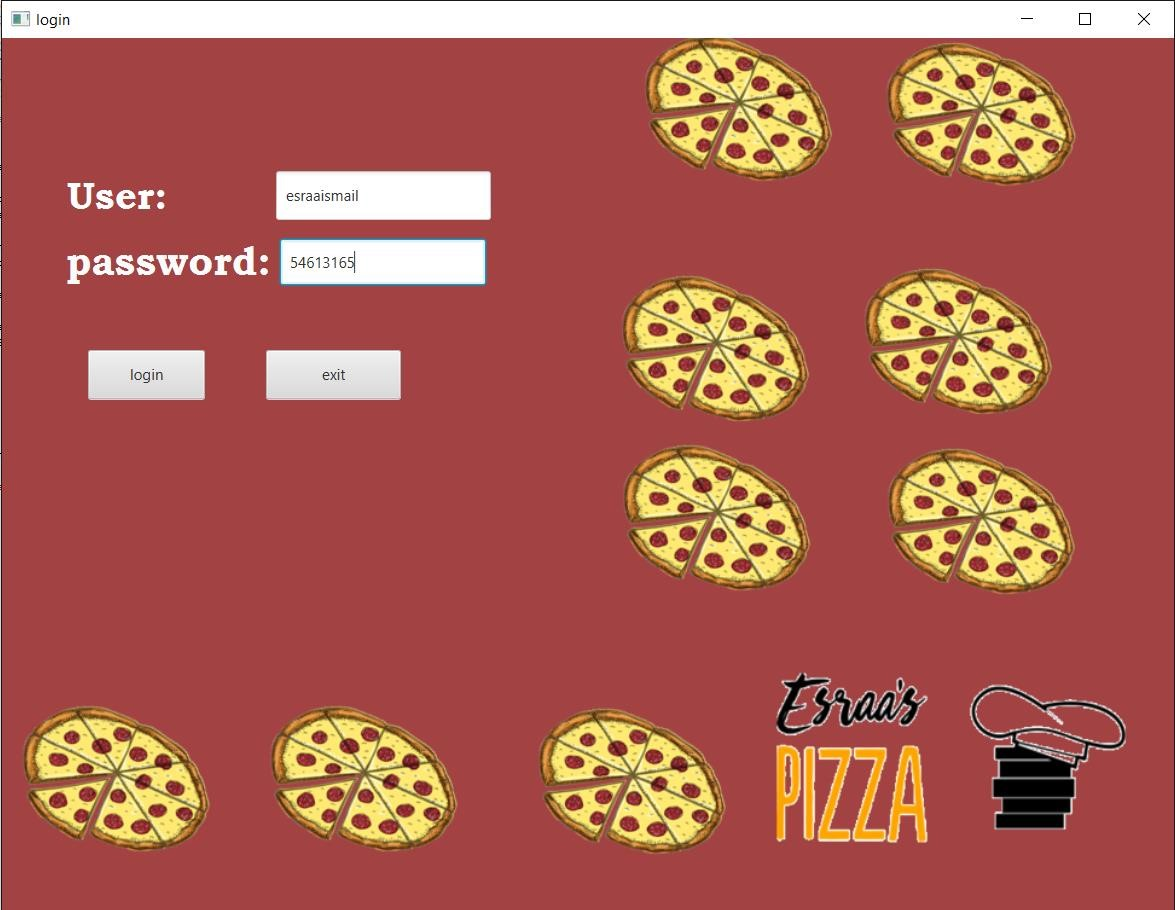 login
User: esraaismail
password: 54613165
login exit
Esraa's
PIZZA